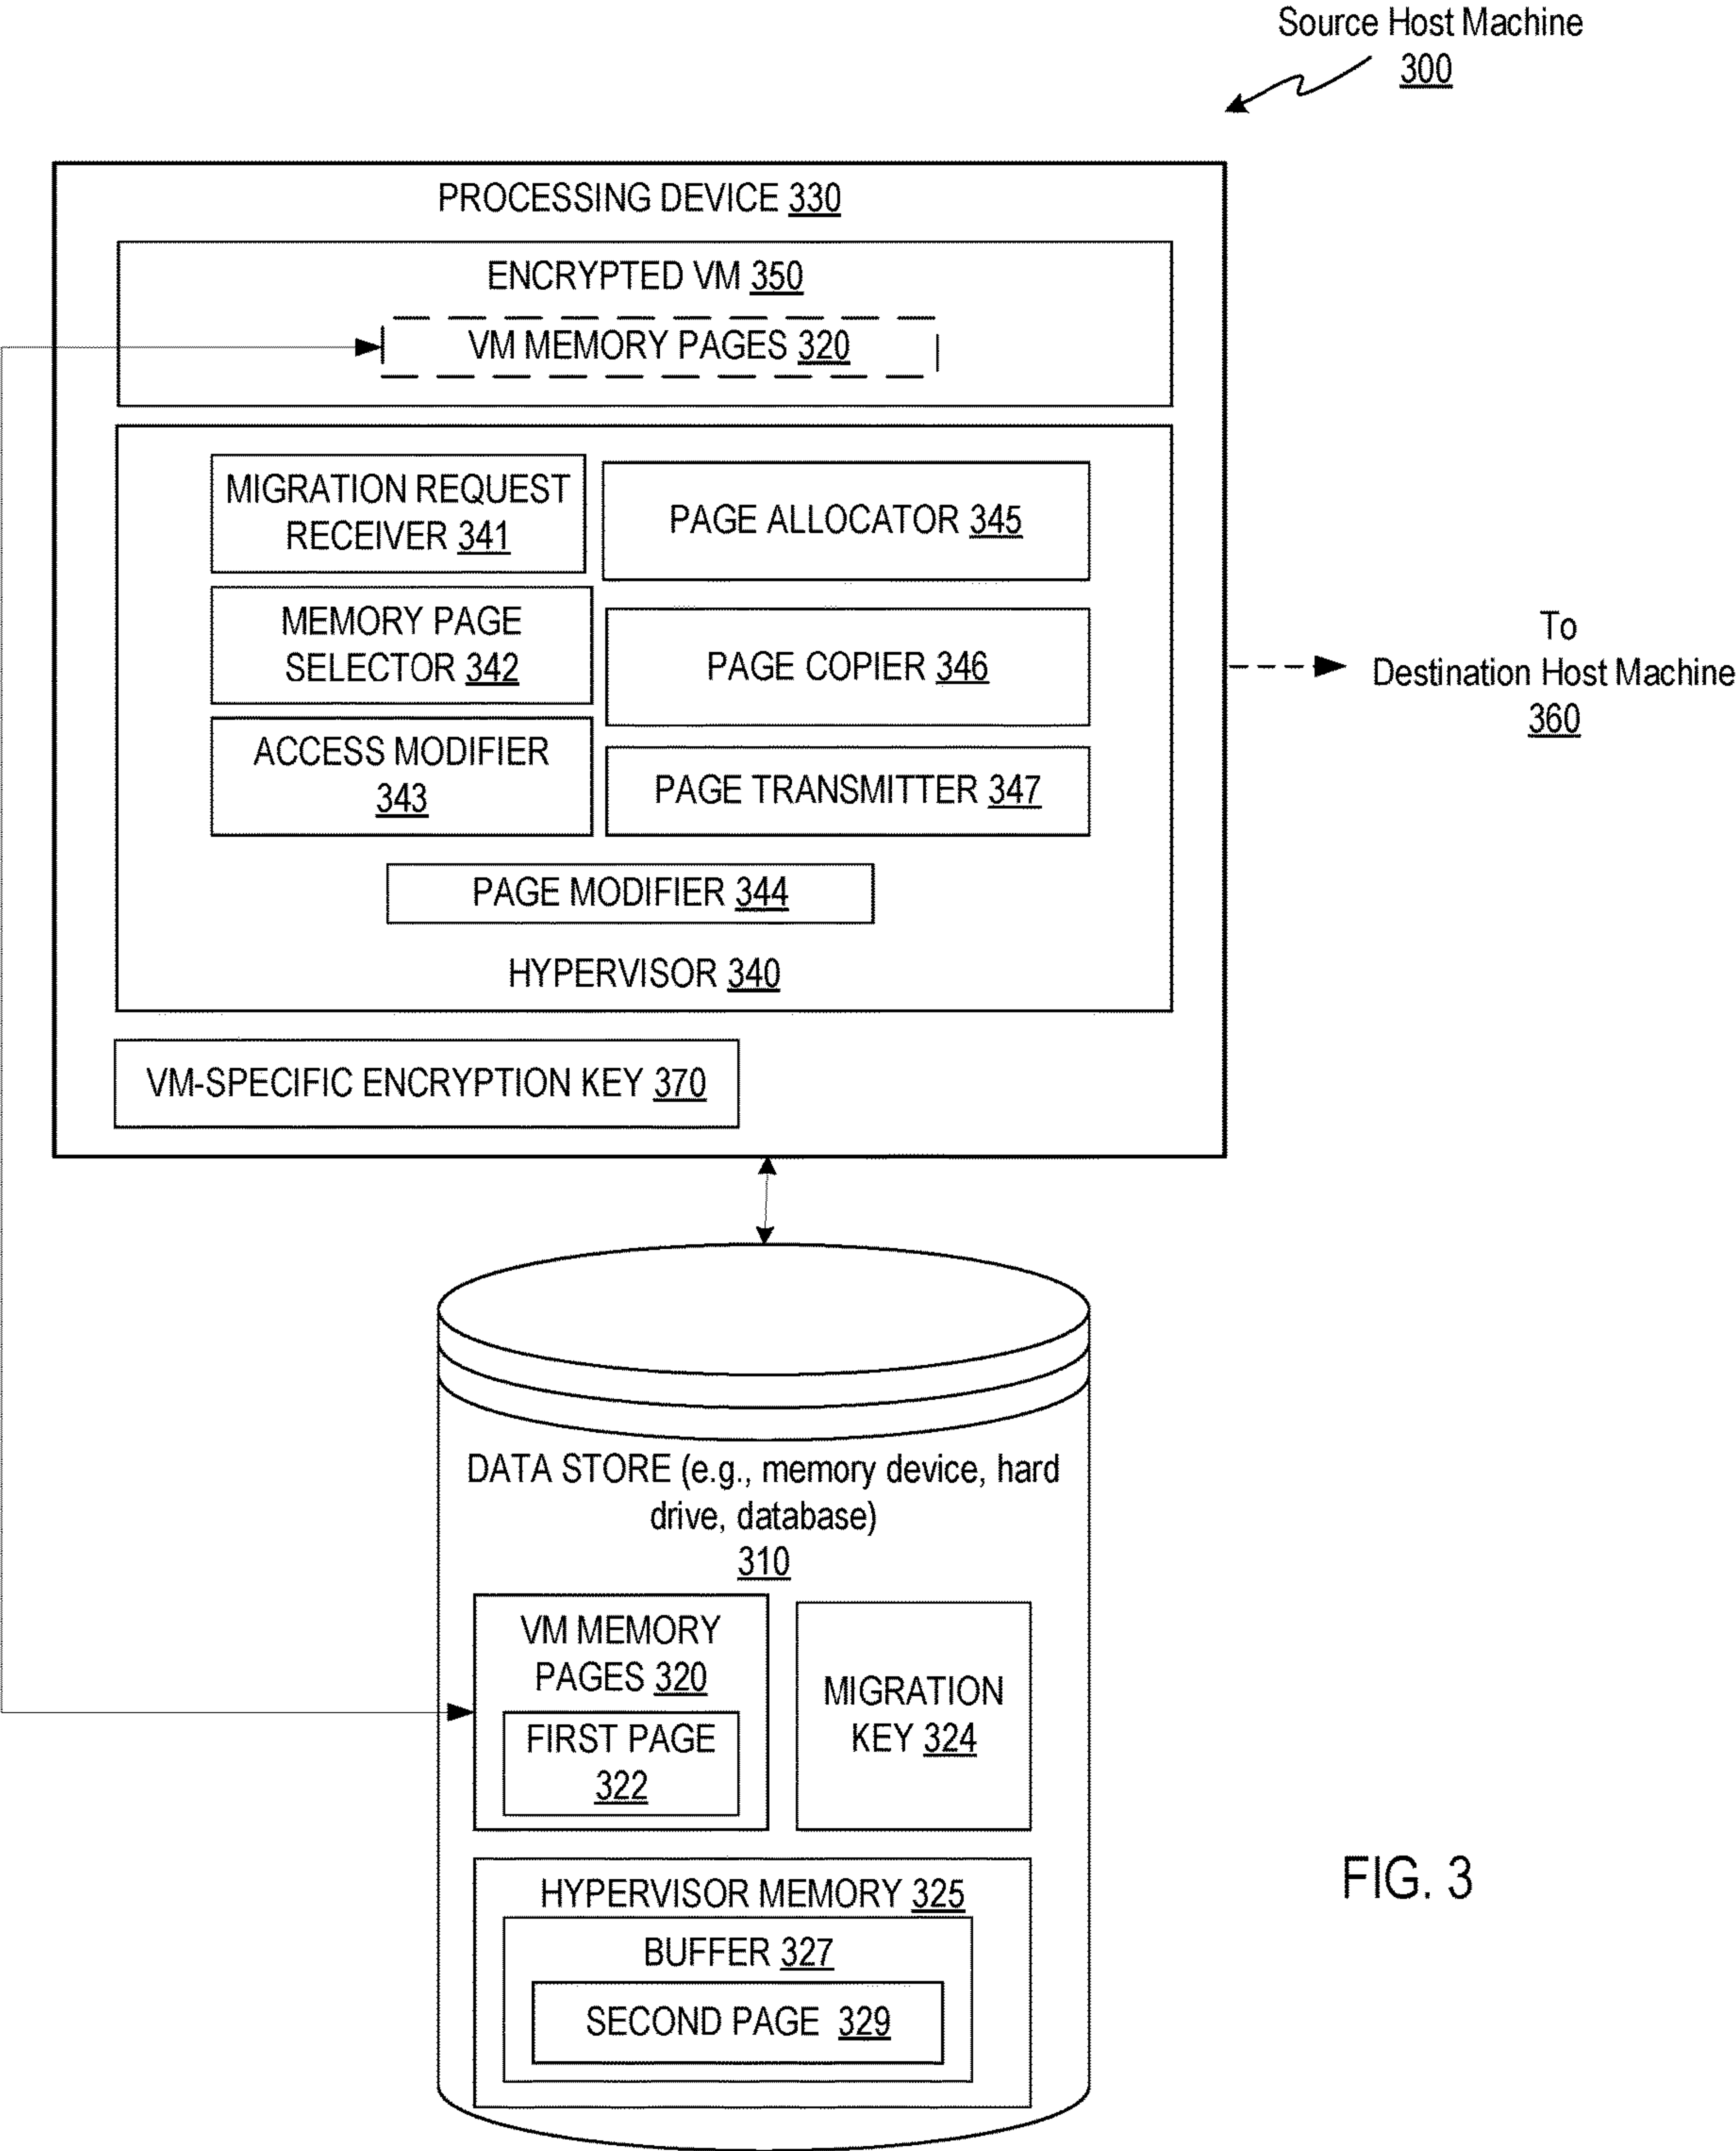 Source Host Machine
300
PROCESSING DEVICE 330
ENCRYPTED VM 350
VM MEMORY PAGES 320
MIGRATION REQUEST
RECEIVER 341
PAGE ALLOCATOR 345
MEMORY PAGE
SELECTOR 342
PAGE COPIER 346
ACCESS MODIFIER
343
PAGE TRANSMITTER 347
PAGE MODIFIER 344
HYPERVISOR 340
VM-SPECIFIC ENCRYPTION KEY 370
To
Destination Host Machine
360
DATA STORE (e.g., memory device, hard
drive, database)
310
VM MEMORY
PAGES 320
FIRST PAGE
322
MIGRATION
KEY 324
HYPERVISOR MEMORY 325
BUFFER 327
SECOND PAGE 329
FIG. 3